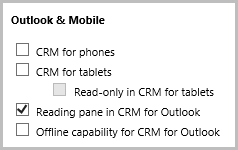 Outlook & Mobile
CRM for phones
CRM for tablets
Read-only in CRM for tablets
Reading pane in CRM for Outlook
Offline capability for CRM for Outlook